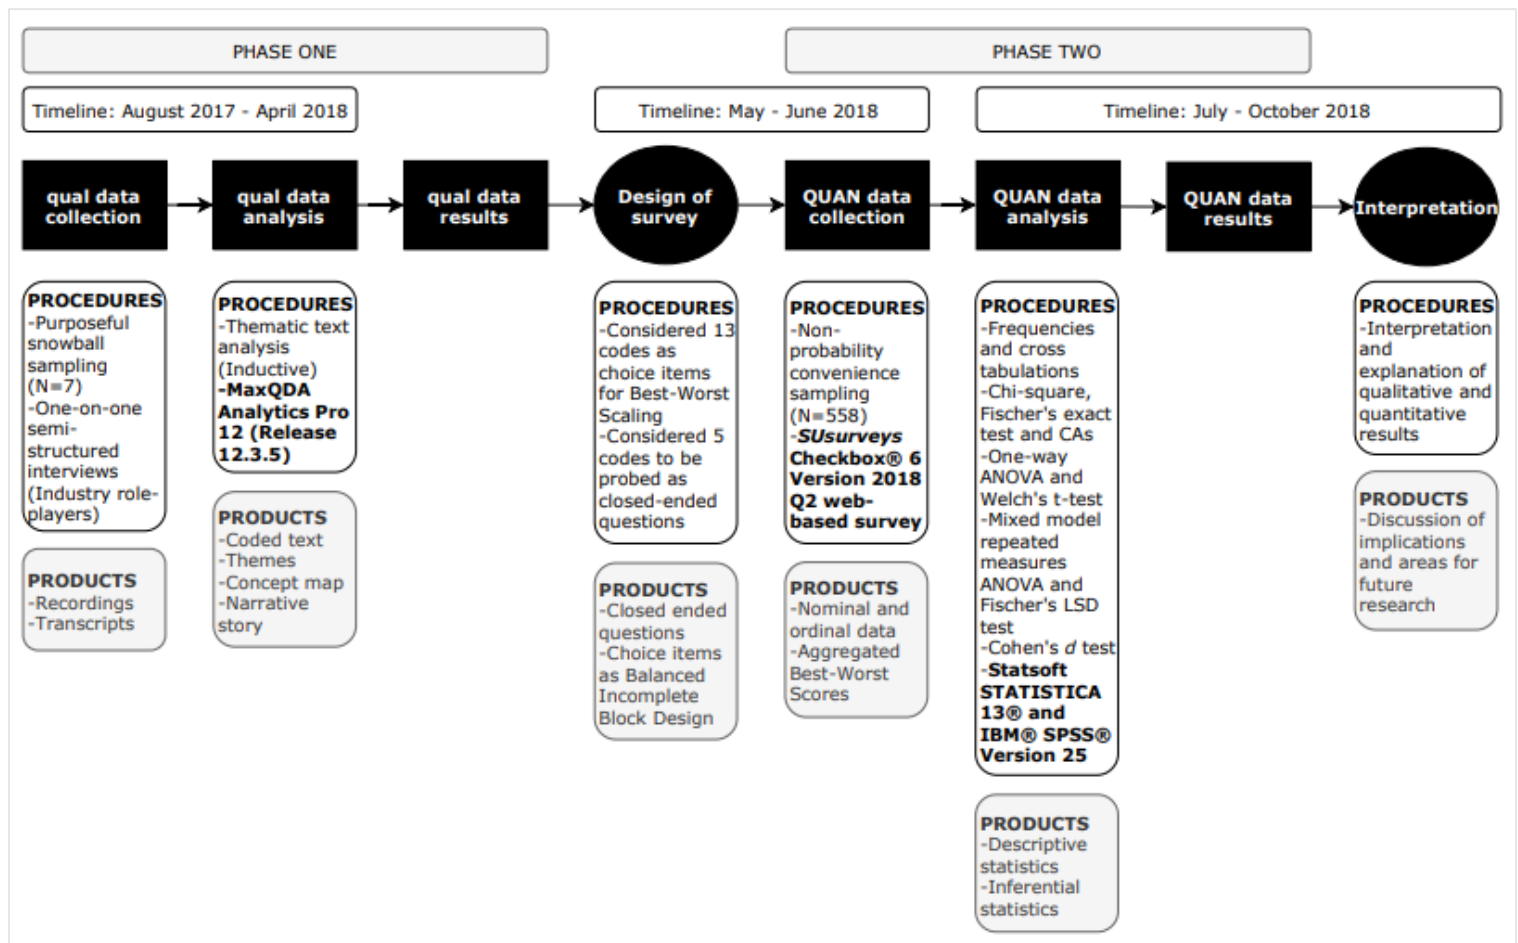 PHASE ONE
PHASE TWO
Timeline: August 2017 - April 2018
Timeline: May - June 2018
Timeline: July - October 2018
qual data
collection
qual data
analysis
qual data
results
Design of
survey
QUAN data
collection
QUAN data
analysis
QUAN data
results
Interpretation
PROCEDURES
-Purposeful
snowball
sampling
(N=7)
-One-on-one
semi-
structured
interviews
(Industry role-
players)
PRODUCTS
-Recordings
-Transcripts
PROCEDURES
-Thematic text
analysis
(Inductive)
-MaxQDA
Analytics Pro
12 (Release
12.3.5)
PRODUCTS
-Coded text
-Themes
-Concept map
-Narrative
story
PROCEDURES
-Considered 13
codes as
choice items
for Best-Worst
Scaling
-Considered 5
codes to be
probed as
closed-ended
questions
PRODUCTS
-Closed ended
questions
-Choice items
as Balanced
Incomplete
Block Design
PROCEDURES
-Non-
probability
convenience
sampling
(N=558)
-SUsurveys
Checkbox® 6
Version 2018
Q2 web-
based survey
PRODUCTS
-Nominal and
ordinal data
-Aggregated
Best-Worst
Scores
PROCEDURES
-Frequencies
and cross
tabulations
-Chi-square,
Fischer's exact
test and CAs
-One-way
ANOVA and
Welch's t-test
-Mixed model
repeated
measures
ANOVA and
Fischer's LSD
test
-Cohen's d test
-Statsoft
STATISTICA
13® and
IBM® SPSS®
Version 25
PRODUCTS
-Descriptive
statistics
-Inferential
statistics
PROCEDURES
-Interpretation
and
explanation of
qualitative and
quantitative
results
PRODUCTS
-Discussion of
implications
and areas for
future
research